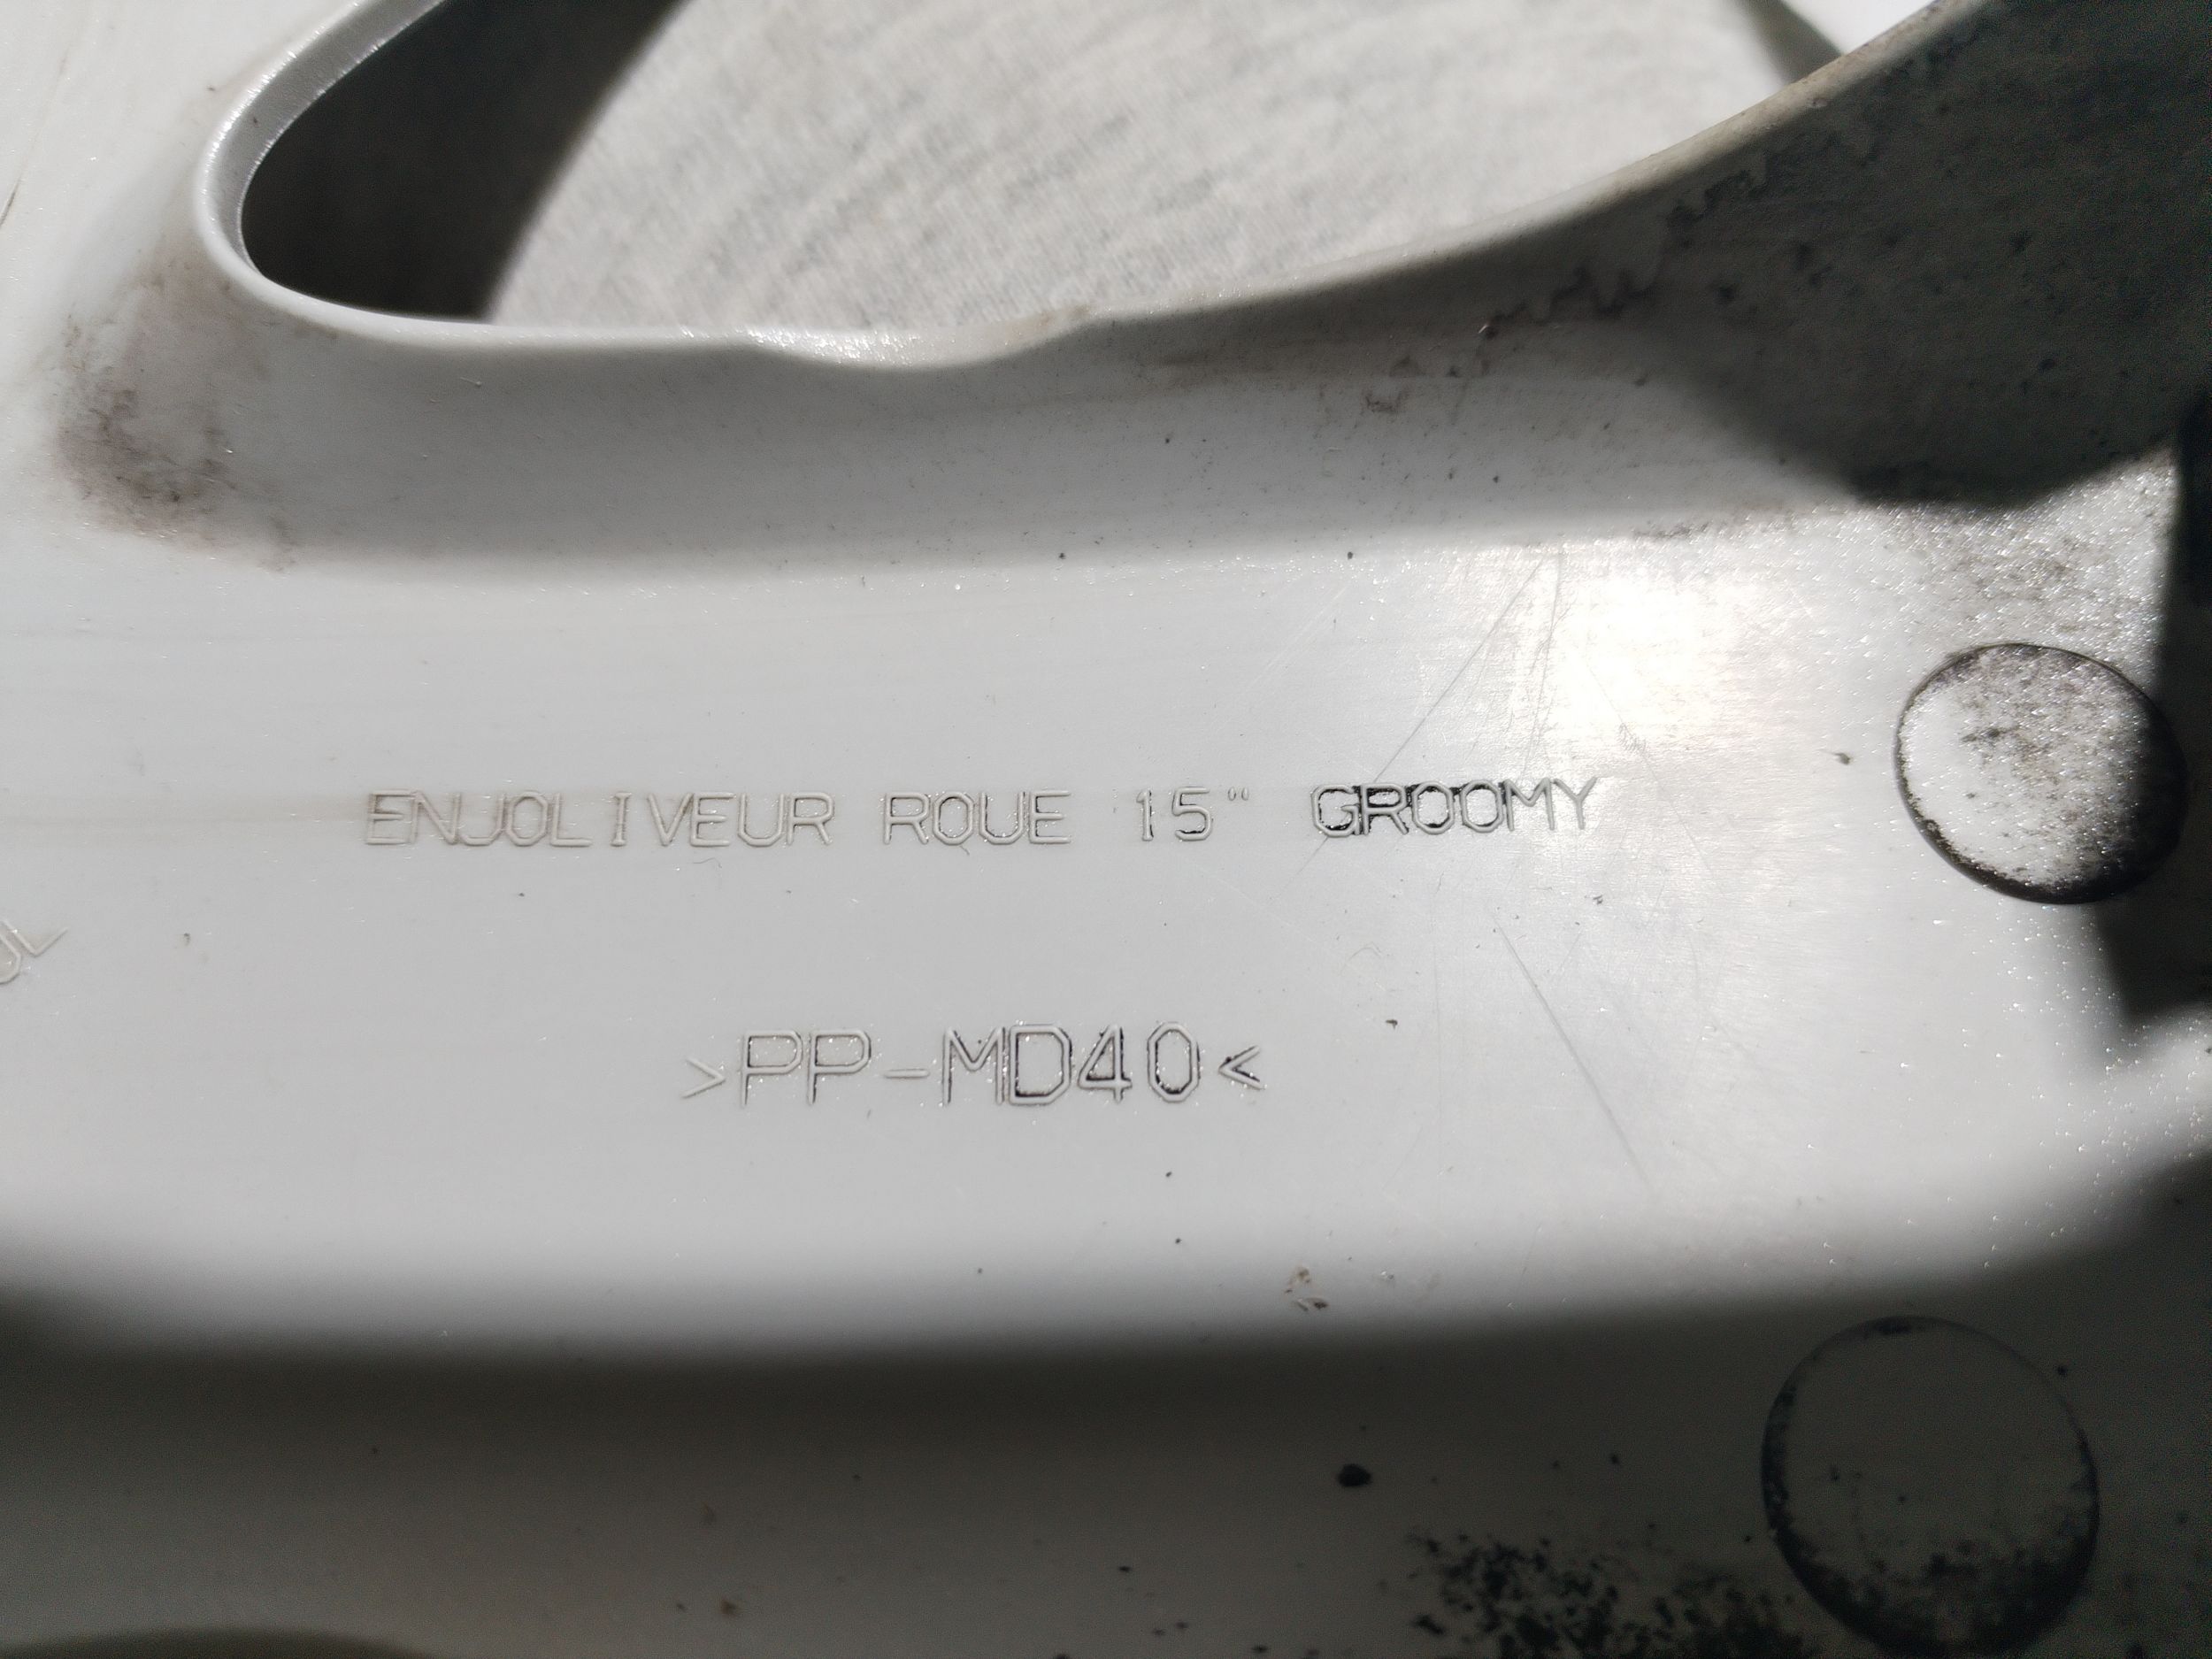 ENJOLIVEUR ROUE 15" GROOMY
>PP-MD40<